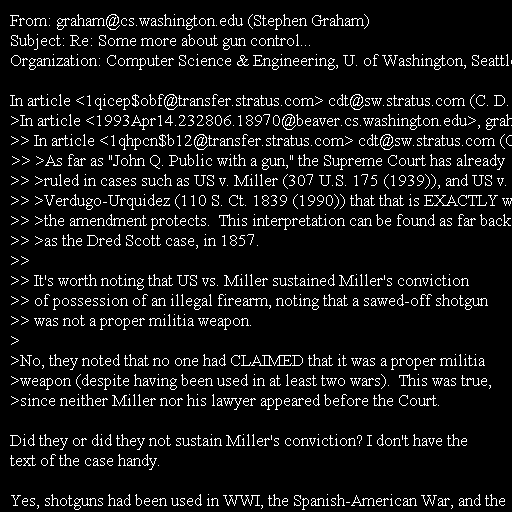 From: graham@cs.washington.edu (Stephen Graham)
Subject: Re: Some more about gun control...
Organization: Computer Science & Engineering, U. of Washington, Seattle
In article <1qicep$obf@transfer.stratus.com> cdt@sw.stratus.com (C. D.
>In article <1993Apr14.232806.18970@beaver.cs.washington.edu>, grah
>> In article <1qhpcn$b12@transfer.stratus.com> cdt@sw.stratus.com (C
>> >As far as "John Q. Public with a gun," the Supreme Court has already
>> >ruled in cases such as US v. Miller (307 U.S. 175 (1939)), and US v.
>> >Verdugo-Urquidez (110 S. Ct. 1839 (1990)) that that is EXACTLY w
>> >the amendment protects.  This interpretation can be found as far back
>> >as the Dred Scott case, in 1857.
>>
>> It's worth noting that US vs. Miller sustained Miller's conviction
>> of possession of an illegal firearm, noting that a sawed-off shotgun
>> was not a proper militia weapon.
>
>No, they noted that no one had CLAIMED that it was a proper militia
>weapon (despite having been used in at least two wars).  This was true,
>since neither Miller nor his lawyer appeared before the Court.
Did they or did they not sustain Miller's conviction? I don't have the
text of the case handy.
Yes, shotguns had been used in WWI, the Spanish-American War, and the